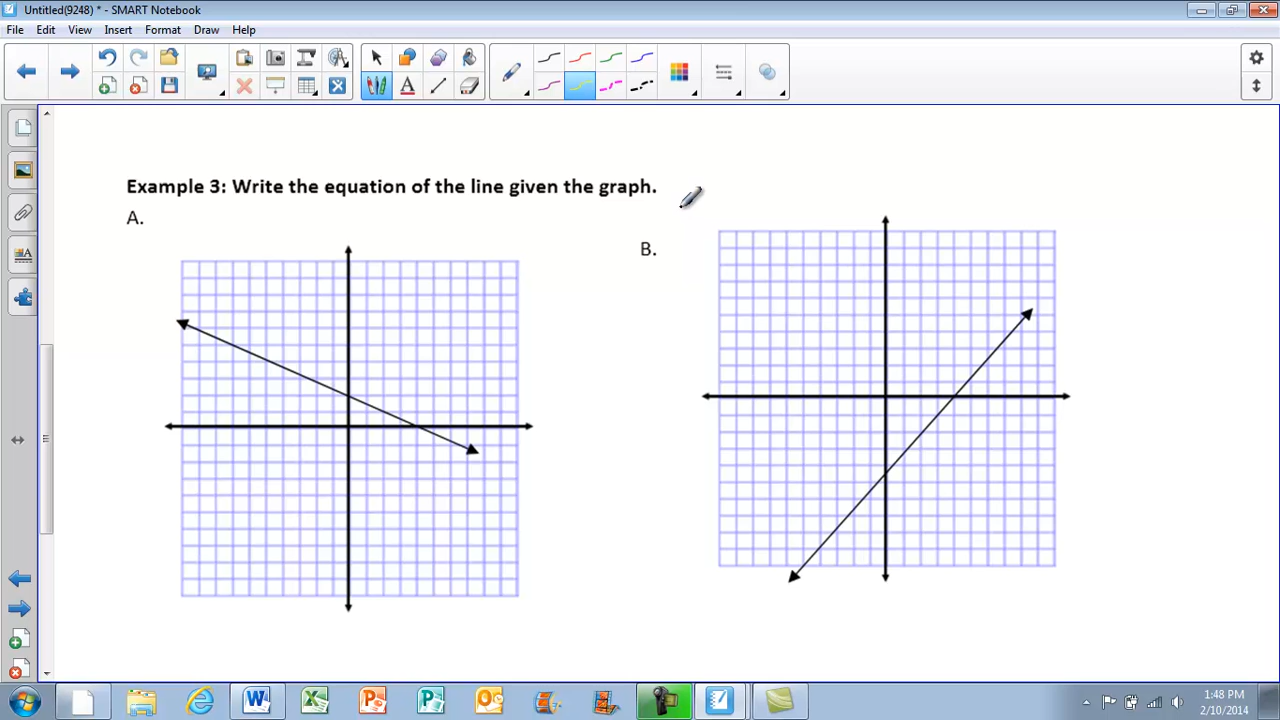 Untitled(9248) * - SMART Notebook
File Edit View Insert Format Draw Help
Example 3: Write the equation of the line given the graph.
A.
B.
1:48 PM
2/10/2014